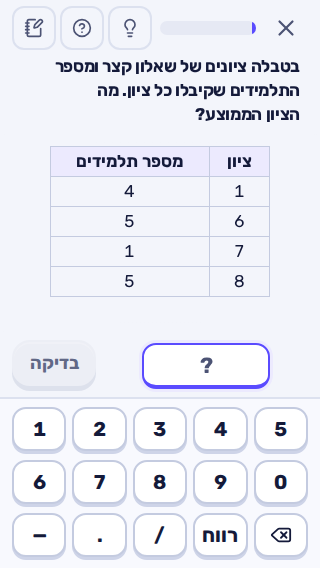 בטבלה ציונים של שאלון קצר ומספר
התלמידים שקיבלו כל ציון. מה
הציון הממוצע?
ציון מספר תלמידים
1 4
6 5
7 1
8 5
? בדיקה
1 2 3 4 5
6 7 8 9 0
– . / רווח